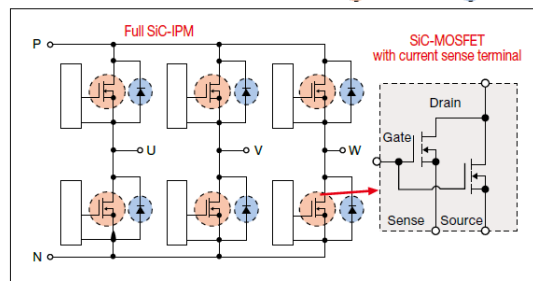 Full SiC-IPM
SiC-MOSFET
with current sense terminal
P
Drain
Gate
U
V
W
Sense
Source
N